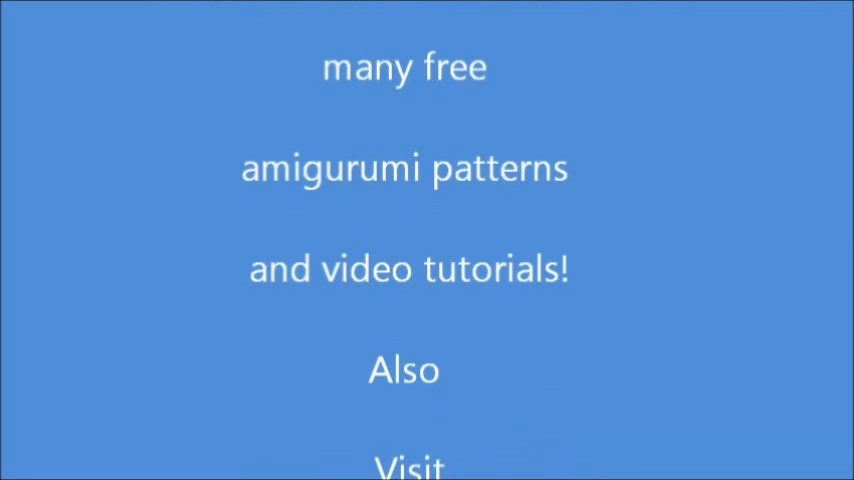 many free
amigurumi patterns
and video tutorials!
Also
Visit